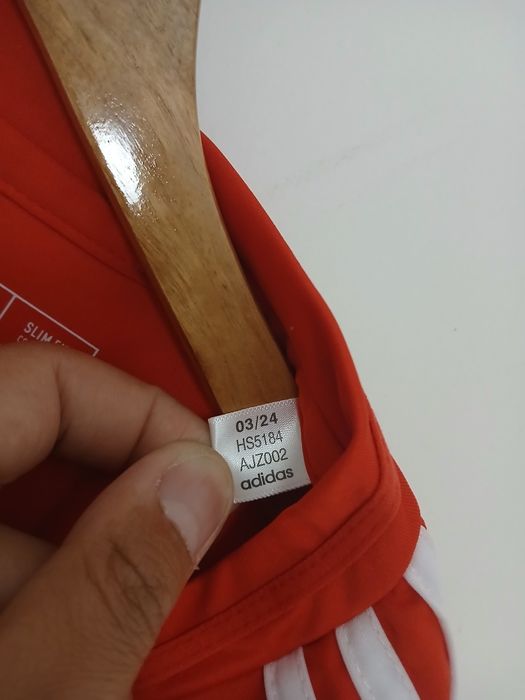 SLIM
03/24
HS5184
AJZ002
adidas